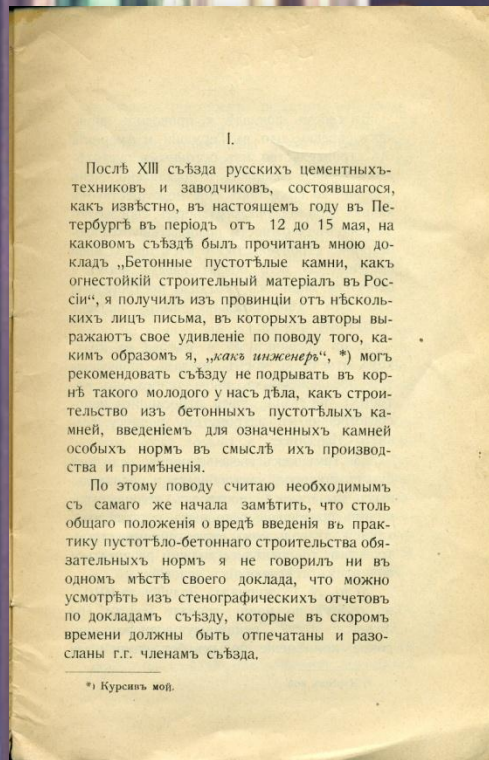 I.
Послѣ XIII съѣзда русскихъ цементныхъ-
техниковъ и заводчиковъ, состоявшагося,
какъ извѣстно, въ настоящемъ году въ Пе-
тербургѣ въ періодъ отъ 12 до 15 мая, на
каковомъ съѣздѣ былъ прочитанъ мною до-
кладъ „Бетонные пустотѣлые камни, какъ
огнестойкій строительный матеріалъ въ Рос-
сіи“, я получилъ изъ провинціи отъ нѣсколь-
кихъ лицъ письма, въ которыхъ авторы вы-
ражаютъ свое удивленіе по поводу того, ка-
кимъ образомъ я, „какъ инженеръ“, *) могъ
рекомендовать съѣзду не подрывать въ кор-
нѣ такого молодого у насъ дѣла, какъ строи-
тельство изъ бетонныхъ пустотѣлыхъ ка-
мней, введеніемъ для означенныхъ камней
особыхъ нормъ въ смыслѣ ихъ производ-
ства и примѣненія.
По этому поводу считаю необходимымъ
съ самаго же начала замѣтить, что столь
общаго положенія о вредѣ введенія въ прак-
тику пустотѣло-бетоннаго строительства обя-
зательныхъ нормъ я не говорилъ ни въ
одномъ мѣстѣ своего доклада, что можно
усмотрѣть изъ стенографическихъ отчетовъ
по докладамъ съѣзду, которые въ скоромъ
времени должны быть отпечатаны и разо-
сланы г.г. членамъ съѣзда.
*) Курсивъ мой.